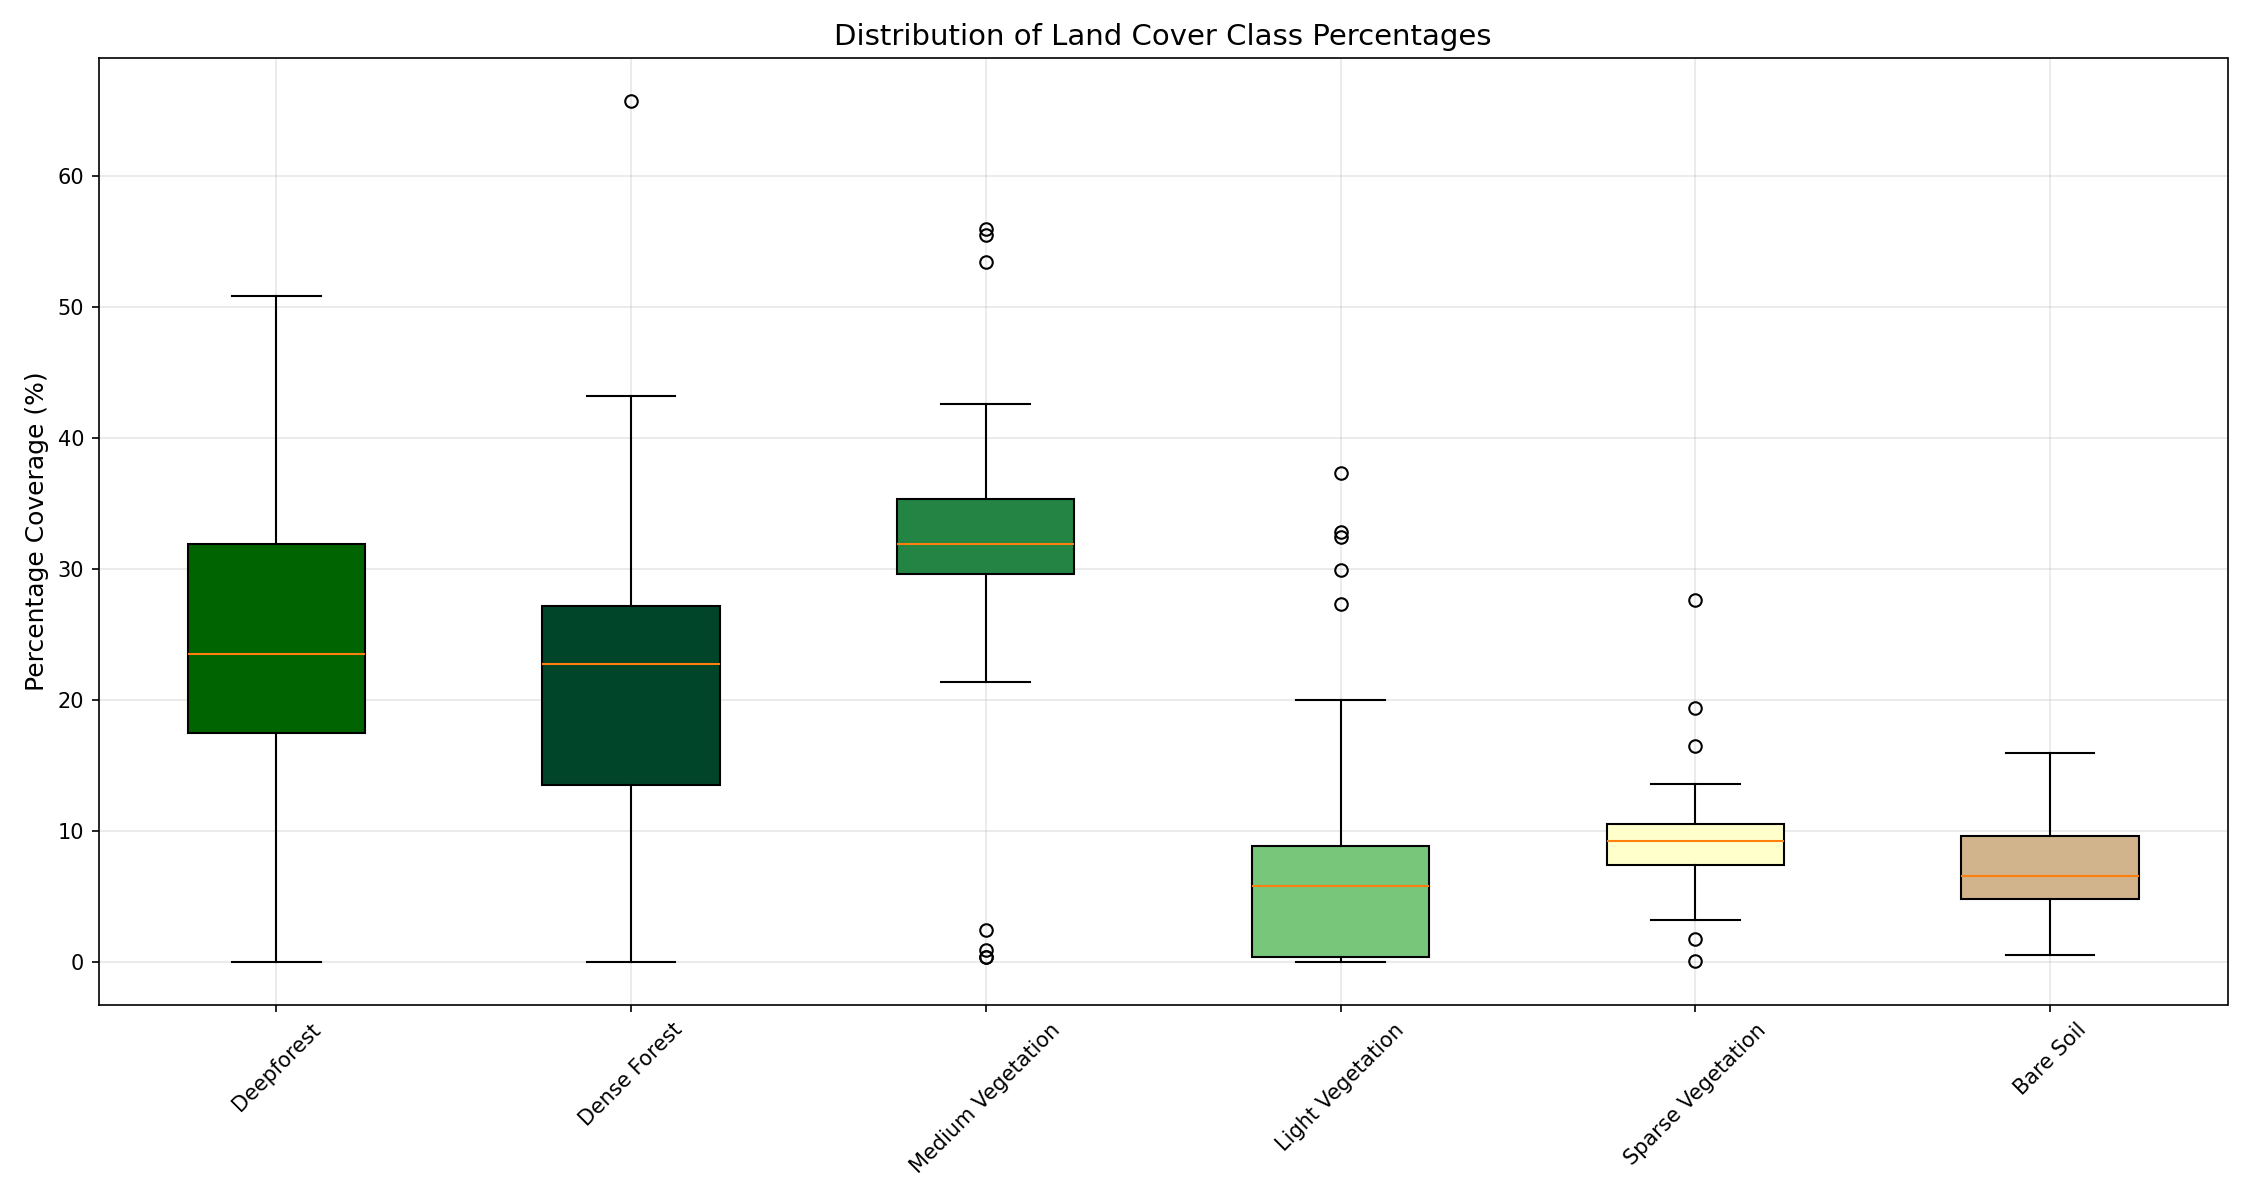 Distribution of Land Cover Class Percentages
Percentage Coverage (%)
60
50
40
30
20
10
0
Deepforest
Dense Forest
Medium Vegetation
Light Vegetation
Sparse Vegetation
Bare Soil